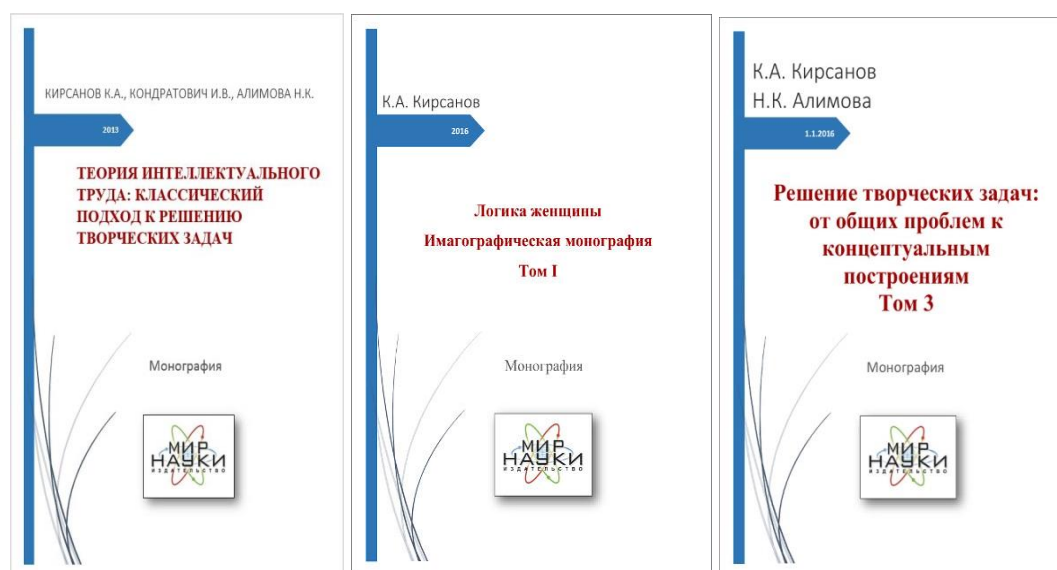 КИРСАНОВ К.А., КОНДРАТОВИЧ И.В., АЛИМОВА Н.К.
2013
ТЕОРИЯ ИНТЕЛЛЕКТУАЛЬНОГО
ТРУДА: КЛАССИЧЕСКИЙ
ПОДХОД К РЕШЕНИЮ
ТВОРЧЕСКИХ ЗАДАЧ
Монография
МИР
НАУКИ
ИЗДАТЕЛЬСТВО
К.А. Кирсанов
2016
Логика женщины
Имагографическая монография
Том I
Монография
МИР
НАУКИ
ИЗДАТЕЛЬСТВО
К.А. Кирсанов
Н.К. Алимова
1.1.2016
Решение творческих задач:
от общих проблем к
концептуальным
построениям
Том 3
Монография
МИР
НАУКИ
ИЗДАТЕЛЬСТВО